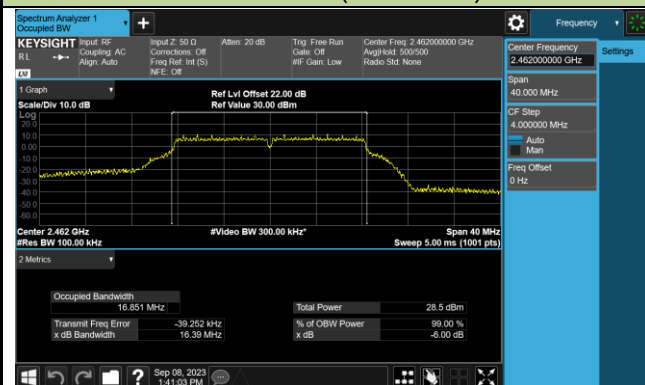 Spectrum Analyzer 1
Occupied BW
Frequency
KEYSIGHT
Input: RF
Coupling: AC
Align: Auto
Input Z: 50 Ω
Corrections: Off
Freq Ref: Int (S)
NFE: Off
Atten: 20 dB
Trig: Free Run
Gate: Off
#IF Gain: Low
Center Freq: 2.462000000 GHz
Avg|Hold: 500/500
Radio Std: None
RL
LXI
Center Frequency
2.462000000 GHz
Settings
Span
40.000 MHz
CF Step
4.000000 MHz
Auto
Man
Freq Offset
0 Hz
1 Graph
Scale/Div 10.0 dB
Ref Lvl Offset 22.00 dB
Ref Value 30.00 dBm
Log
20.0
10.0
0.00
-10.0
-20.0
-30.0
-40.0
-50.0
-60.0
Center 2.462 GHz
#Res BW 100.00 kHz
#Video BW 300.00 kHz*
Span 40 MHz
Sweep 5.00 ms (1001 pts)
2 Metrics
Occupied Bandwidth
16.851 MHz
Total Power 28.5 dBm
Transmit Freq Error -39.252 kHz
% of OBW Power 99.00 %
x dB Bandwidth 16.39 MHz
x dB -6.00 dB
?
Sep 08, 2023
1:41:03 PM